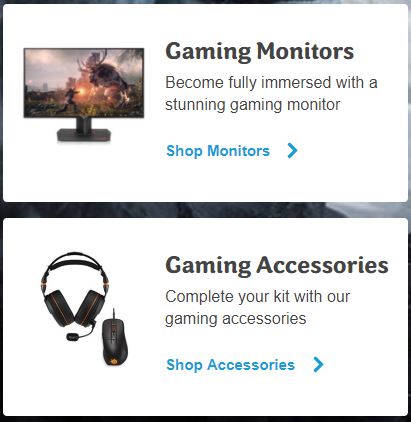 Gaming Monitors
Become fully immersed with a
stunning gaming monitor
Shop Monitors
Gaming Accessories
Complete your kit with our
gaming accessories
Shop Accessories